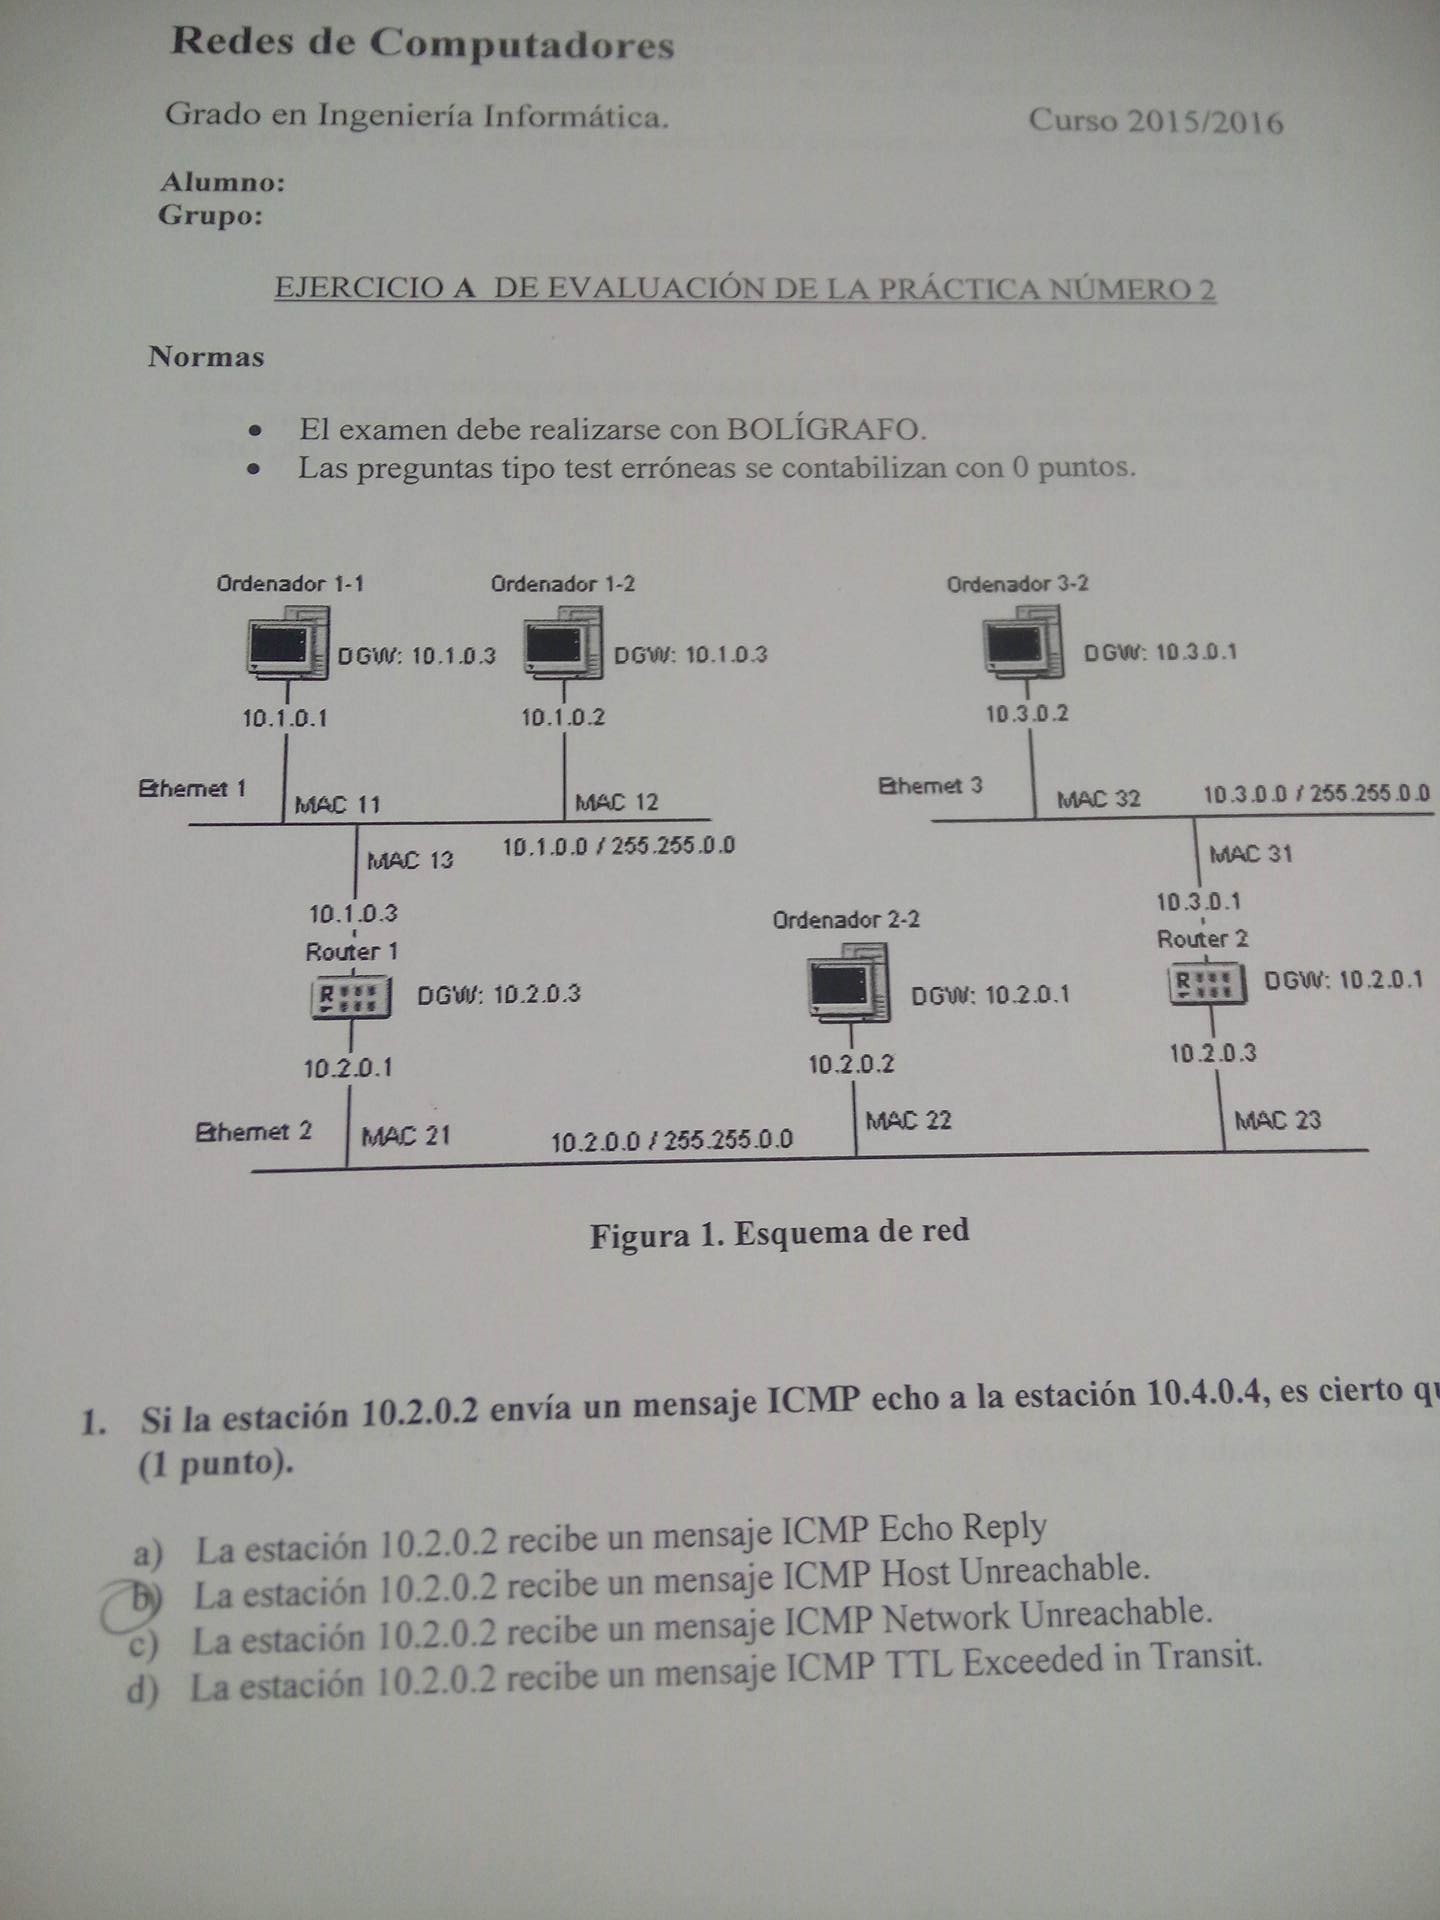 Redes de Computadores
Grado en Ingeniería Informática.
Curso 2015/2016
Alumno:
Grupo:
EJERCICIO A DE EVALUACIÓN DE LA PRÁCTICA NÚMERO 2
Normas
• El examen debe realizarse con BOLÍGRAFO.
• Las preguntas tipo test erróneas se contabilizan con 0 puntos.
Ordenador 1-1
Ordenador 1-2
Ordenador 3-2
DGW: 10.1.0.3
DGW: 10.1.0.3
DGW: 10.3.0.1
10.1.0.1
10.1.0.2
10.3.0.2
Ethernet 1
MAC 11
MAC 12
Ethernet 3
MAC 32
10.3.0.0 / 255.255.0.0
MAC 13
10.1.0.0 / 255.255.0.0
MAC 31
10.1.0.3
Ordenador 2-2
10.3.0.1
Router 1
Router 2
R
DGW: 10.2.0.3
DGW: 10.2.0.1
R
DGW: 10.2.0.1
10.2.0.1
10.2.0.2
10.2.0.3
Ethernet 2
MAC 21
10.2.0.0 / 255.255.0.0
MAC 22
MAC 23
Figura 1. Esquema de red
1. Si la estación 10.2.0.2 envía un mensaje ICMP echo a la estación 10.4.0.4, es cierto qu
(1 punto).
a) La estación 10.2.0.2 recibe un mensaje ICMP Echo Reply
b) La estación 10.2.0.2 recibe un mensaje ICMP Host Unreachable.
c) La estación 10.2.0.2 recibe un mensaje ICMP Network Unreachable.
d) La estación 10.2.0.2 recibe un mensaje ICMP TTL Exceeded in Transit.